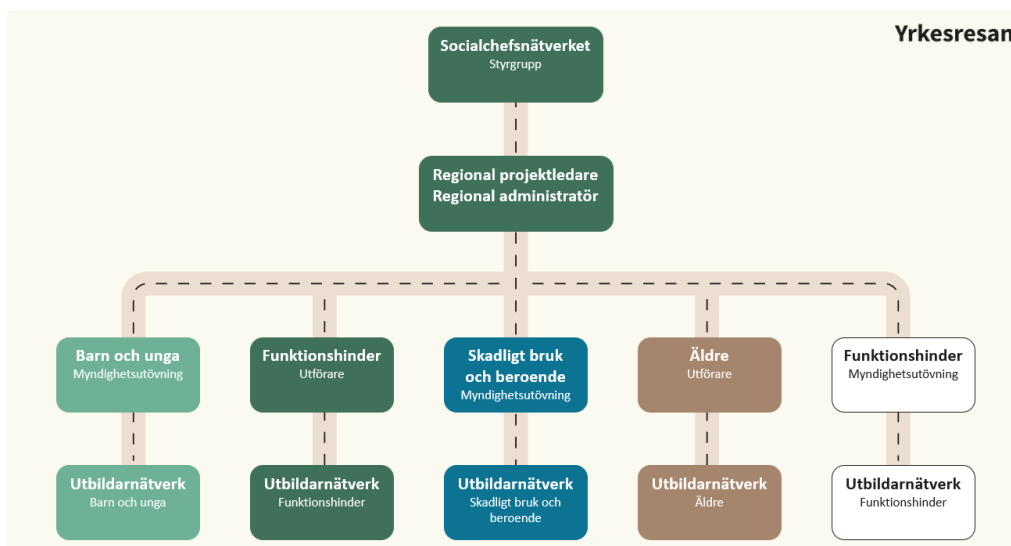 Yrkesresan
Socialchefsnätverket
Styrgrupp
Regional projektledare
Regional administratör
Barn och unga
Myndighetsutövning
Funktionshinder
Utförare
Skadligt bruk
och beroende
Myndighetsutövning
Äldre
Utförare
Funktionshinder
Myndighetsutövning
Utbildarnätverk
Barn och unga
Utbildarnätverk
Funktionshinder
Utbildarnätverk
Skadligt bruk och
beroende
Utbildarnätverk
Äldre
Utbildarnätverk
Funktionshinder